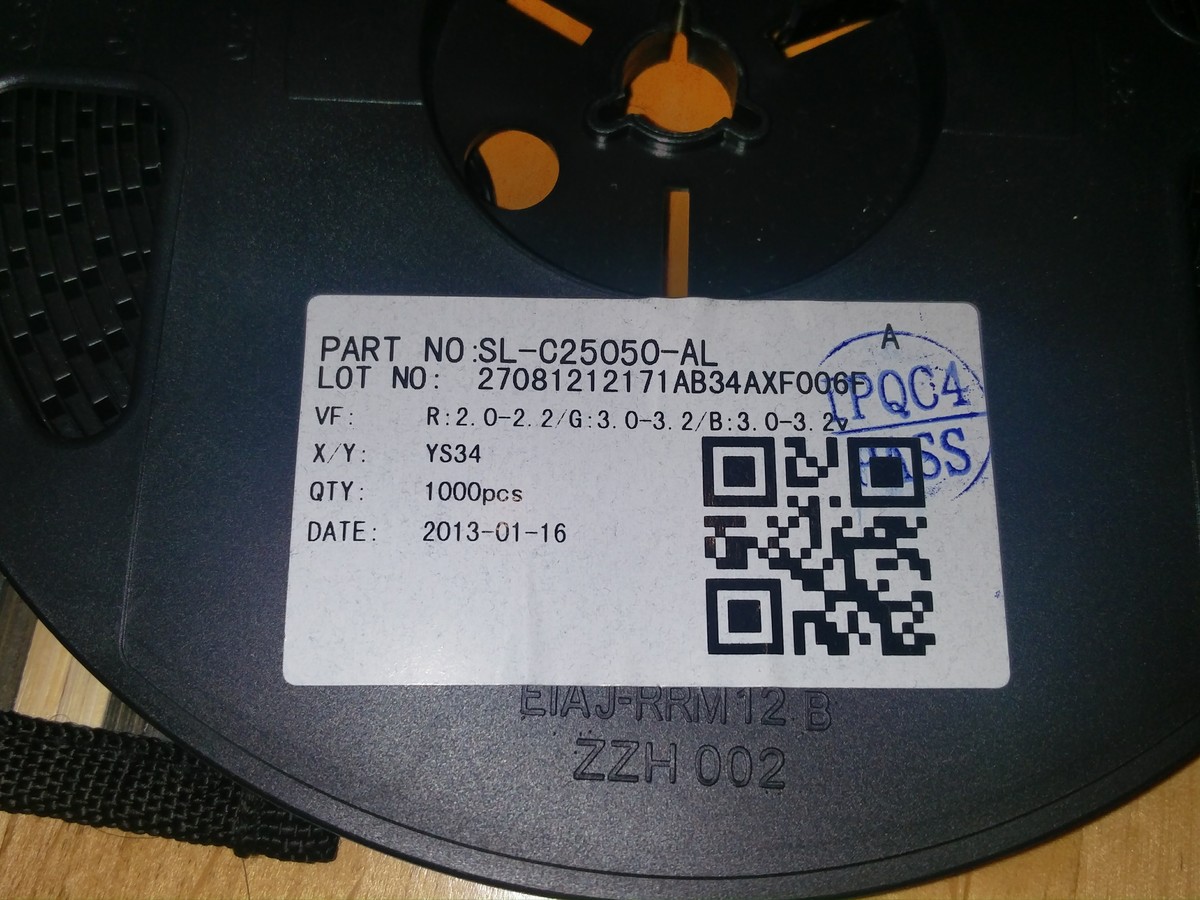 A
PART NO:SL-C25050-AL
LOT NO: 27081212171AB34AXF006F
IPQC4
VF: R:2.0-2.2/G:3.0-3.2/B:3.0-3.2v
X/Y: YS34
PASS
QTY: 1000pcs
DATE: 2013-01-16
EIAJ-RRM12 B
ZZH 002